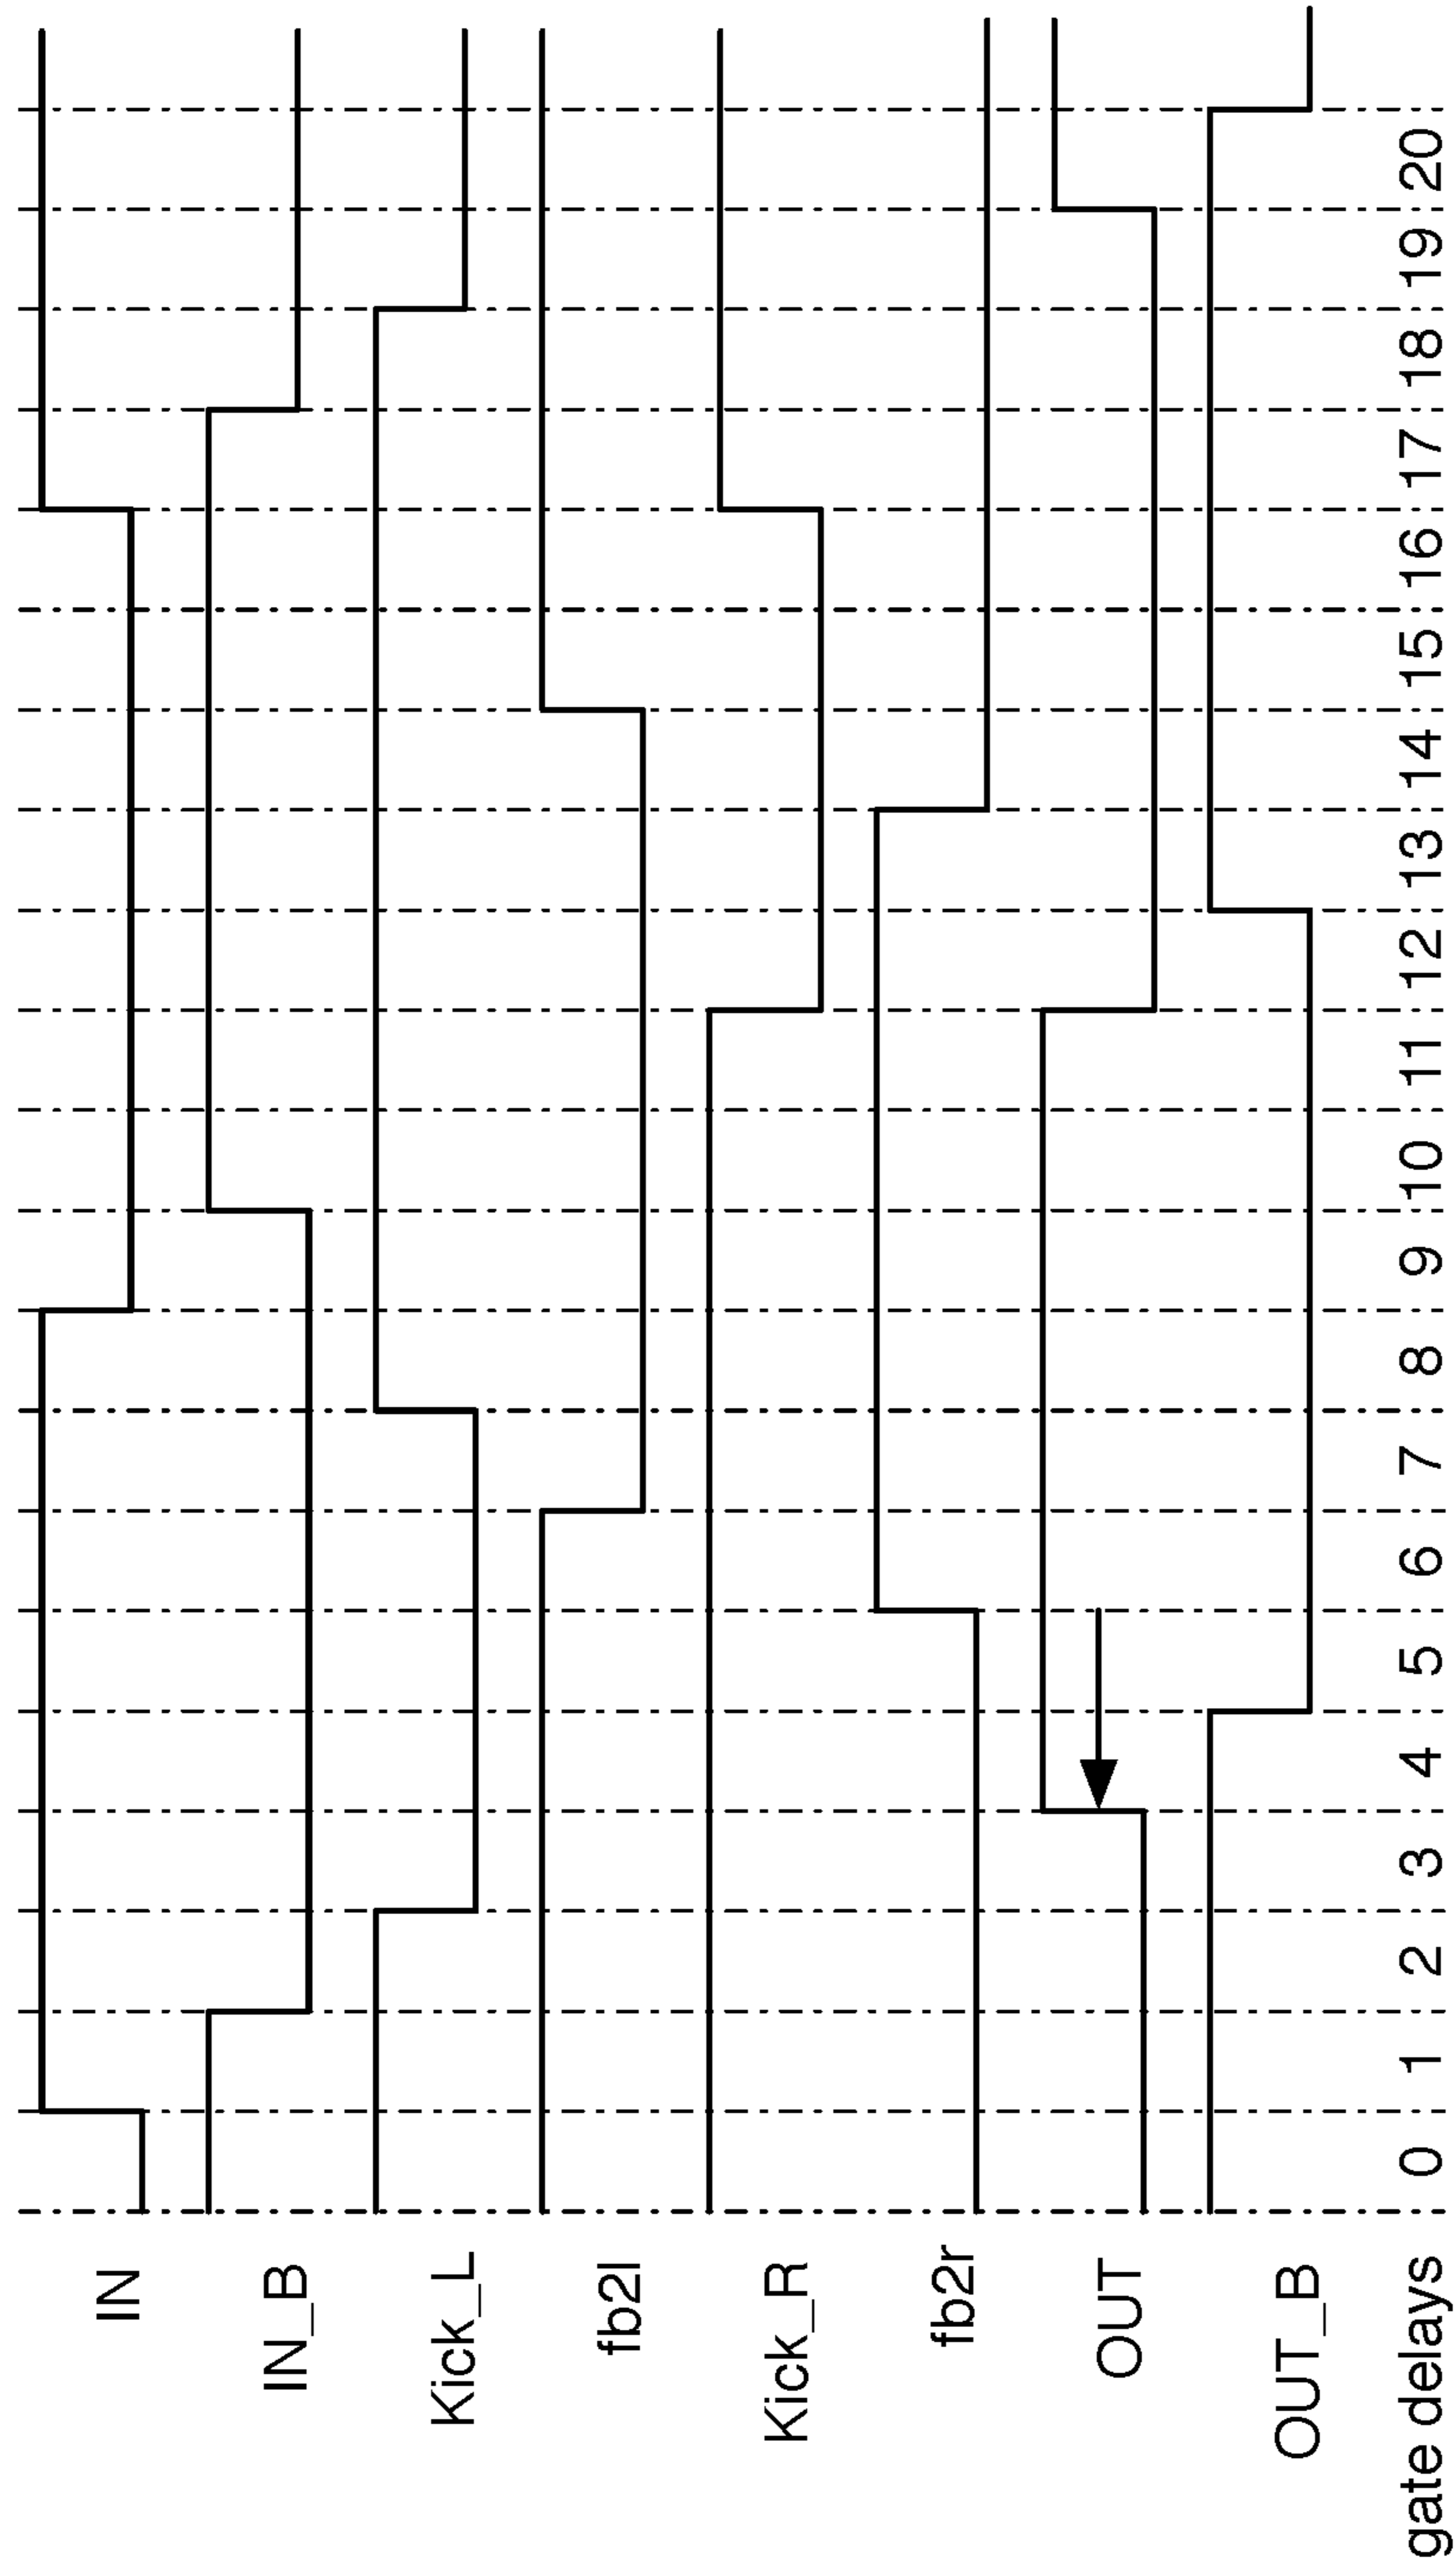 IN
IN_B
Kick_L
fb2l
Kick_R
fb2r
OUT
OUT_B
gate delays 0 1 2 3 4 5 6 7 8 9 10 11 12 13 14 15 16 17 18 19 20